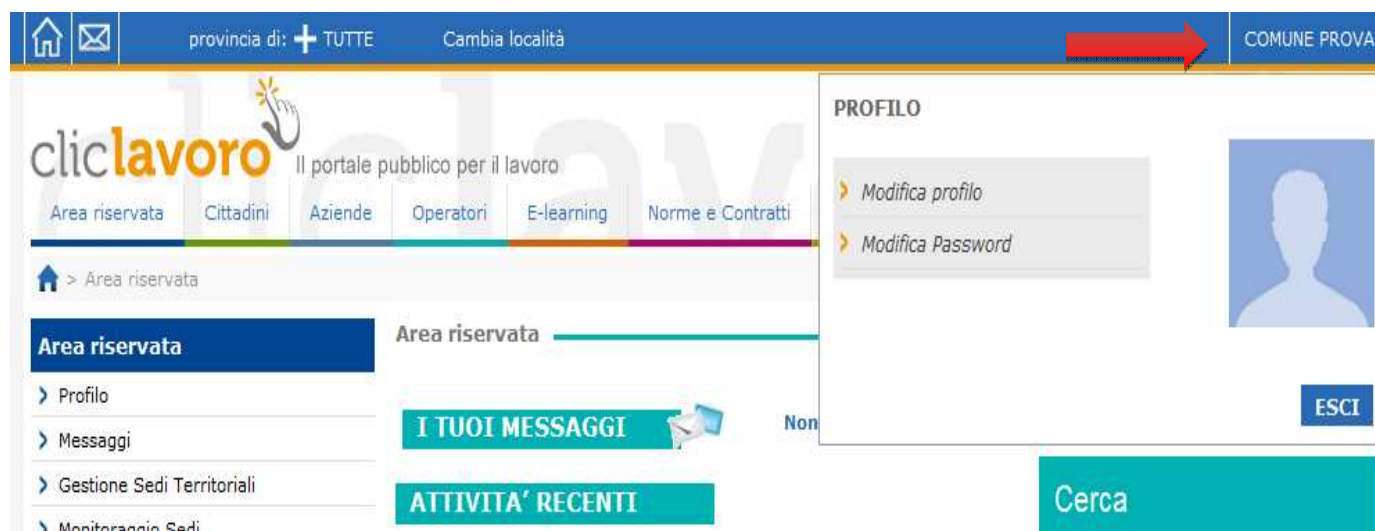 provincia di: + TUTTE Cambia località COMUNE PROVA
cliclavoro Il portale pubblico per il lavoro
Area riservata Cittadini Aziende Operatori E-learning Norme e Contratti
> Area riservata
PROFILO
Modifica profilo
Modifica Password
ESCI
Area riservata
Profilo
Messaggi
Gestione Sedi Territoriali
Monitoraggio Sedi
Area riservata
I TUOI MESSAGGI Non
ATTIVITA' RECENTI
Cerca